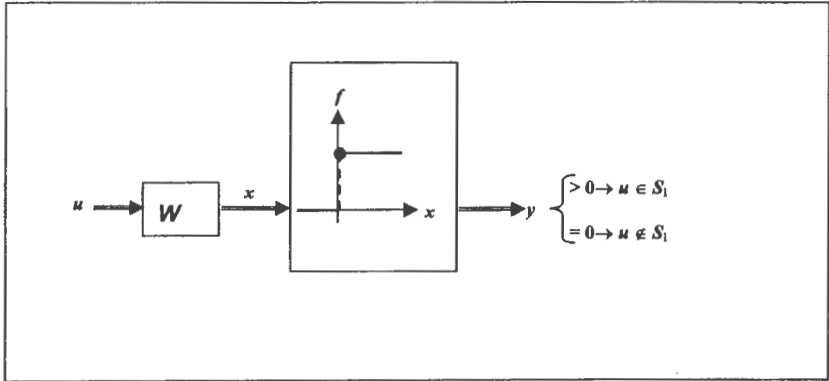 f
> 0 → u ∈ S₁
u
W
x
x
y
= 0 → u ∉ S₁